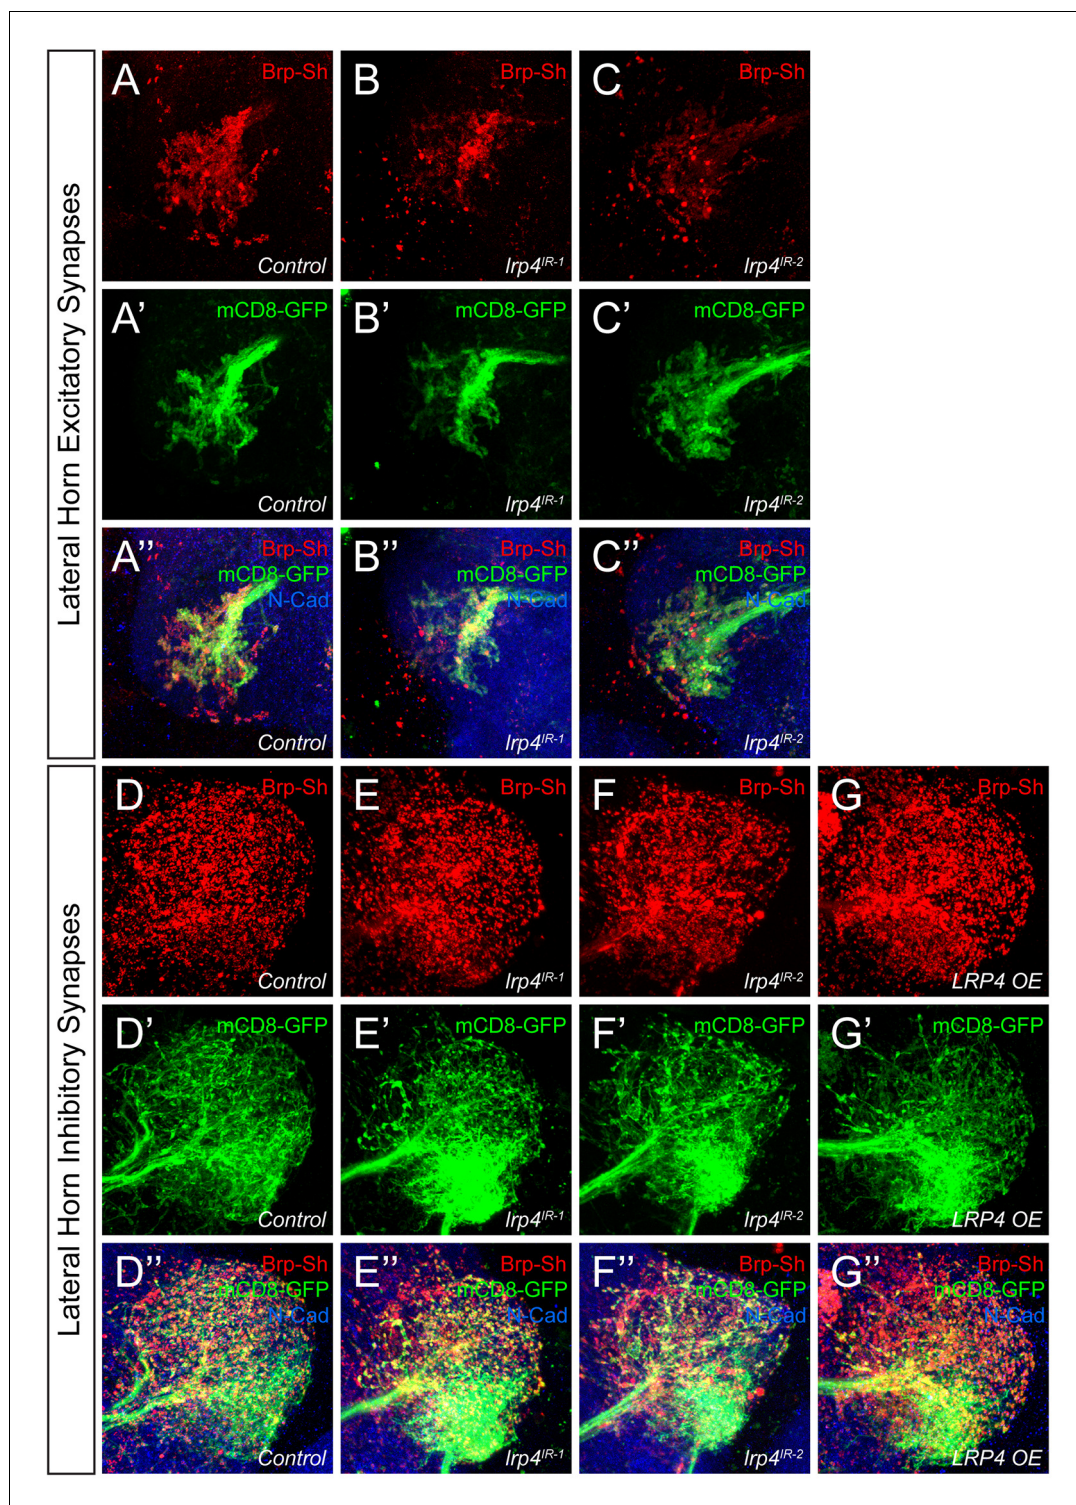 Lateral Horn Excitatory Synapses
A Brp-Sh Control
B Brp-Sh lrp4IR-1
C Brp-Sh lrp4IR-2
A' mCD8-GFP Control
B' mCD8-GFP lrp4IR-1
C' mCD8-GFP lrp4IR-2
A'' Brp-Sh mCD8-GFP N-Cad Control
B'' Brp-Sh mCD8-GFP N-Cad lrp4IR-1
C'' Brp-Sh mCD8-GFP N-Cad lrp4IR-2
Lateral Horn Inhibitory Synapses
D Brp-Sh Control
E Brp-Sh lrp4IR-1
F Brp-Sh lrp4IR-2
G Brp-Sh LRP4 OE
D' mCD8-GFP Control
E' mCD8-GFP lrp4IR-1
F' mCD8-GFP lrp4IR-2
G' mCD8-GFP LRP4 OE
D'' Brp-Sh mCD8-GFP N-Cad Control
E'' Brp-Sh mCD8-GFP N-Cad lrp4IR-1
F'' Brp-Sh mCD8-GFP N-Cad lrp4IR-2
G'' Brp-Sh mCD8-GFP N-Cad LRP4 OE